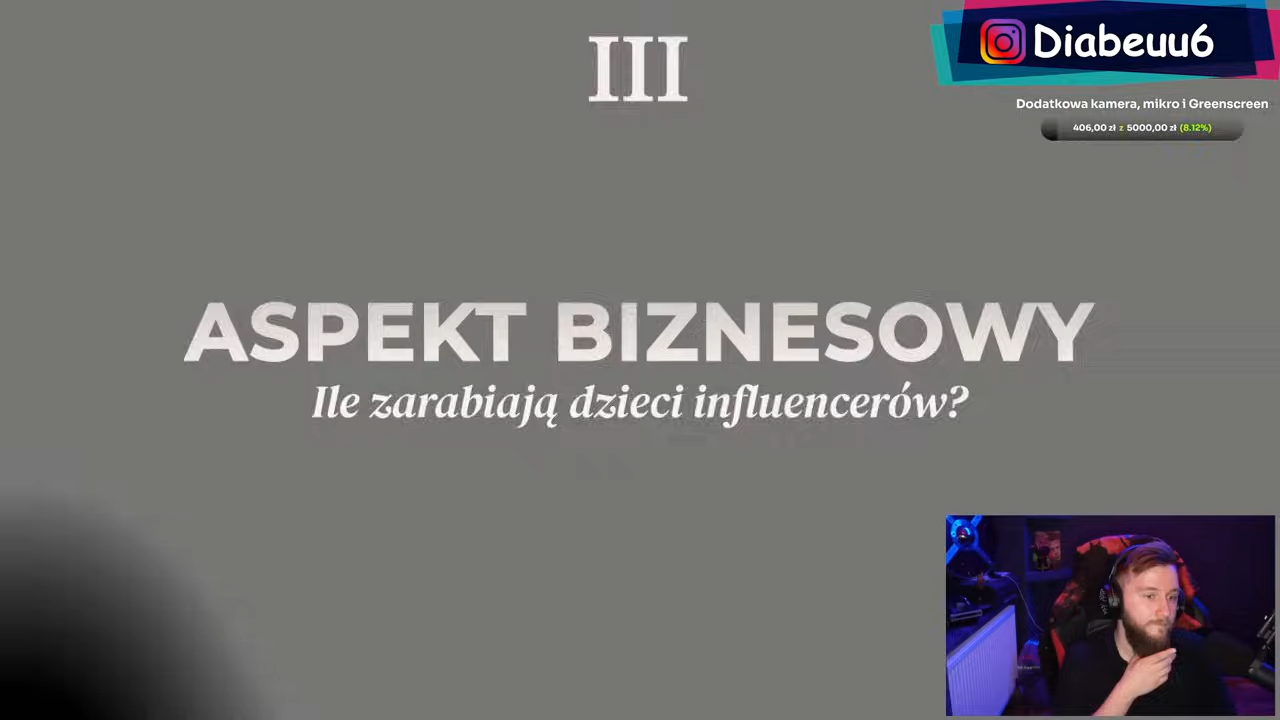 III
ASPEKT BIZNESOWY
Ile zarabiają dzieci influencerów?
Diabeuu6
Dodatkowa kamera, mikro i Greenscreen
406,00 zł z 5000,00 zł (8.12%)